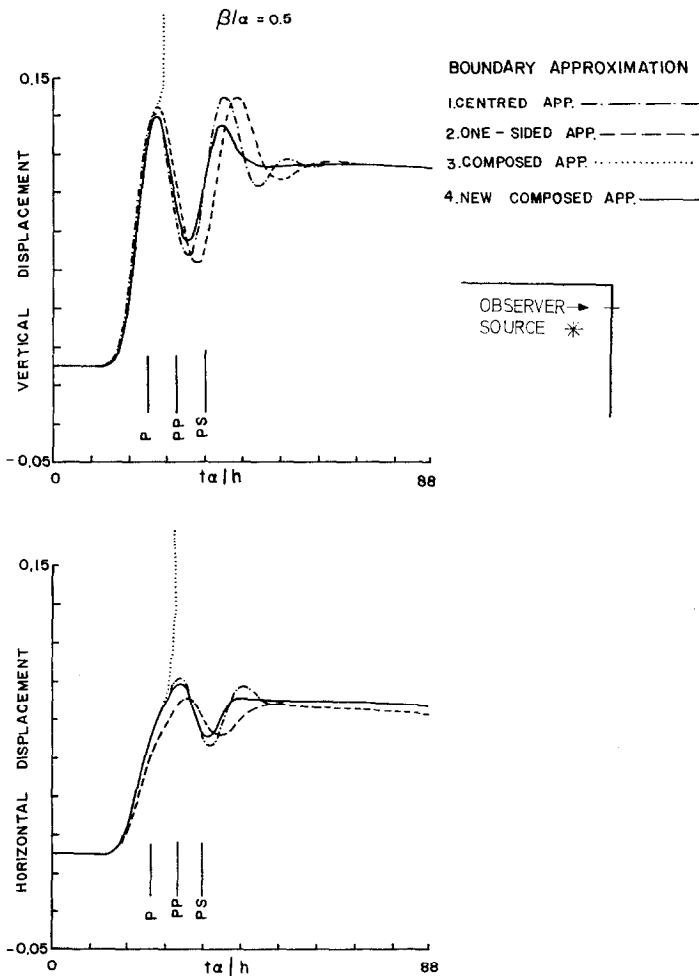 β/α = 0.5
0.15
VERTICAL DISPLACEMENT
-0.05
P
PP
PS
0
tα/h
88
BOUNDARY APPROXIMATION
1.CENTRED APP.
2.ONE-SIDED APP.
3.COMPOSED APP.
4.NEW COMPOSED APP.
OBSERVER
SOURCE
0.15
HORIZONTAL DISPLACEMENT
-0.05
P
PP
PS
0
tα/h
88